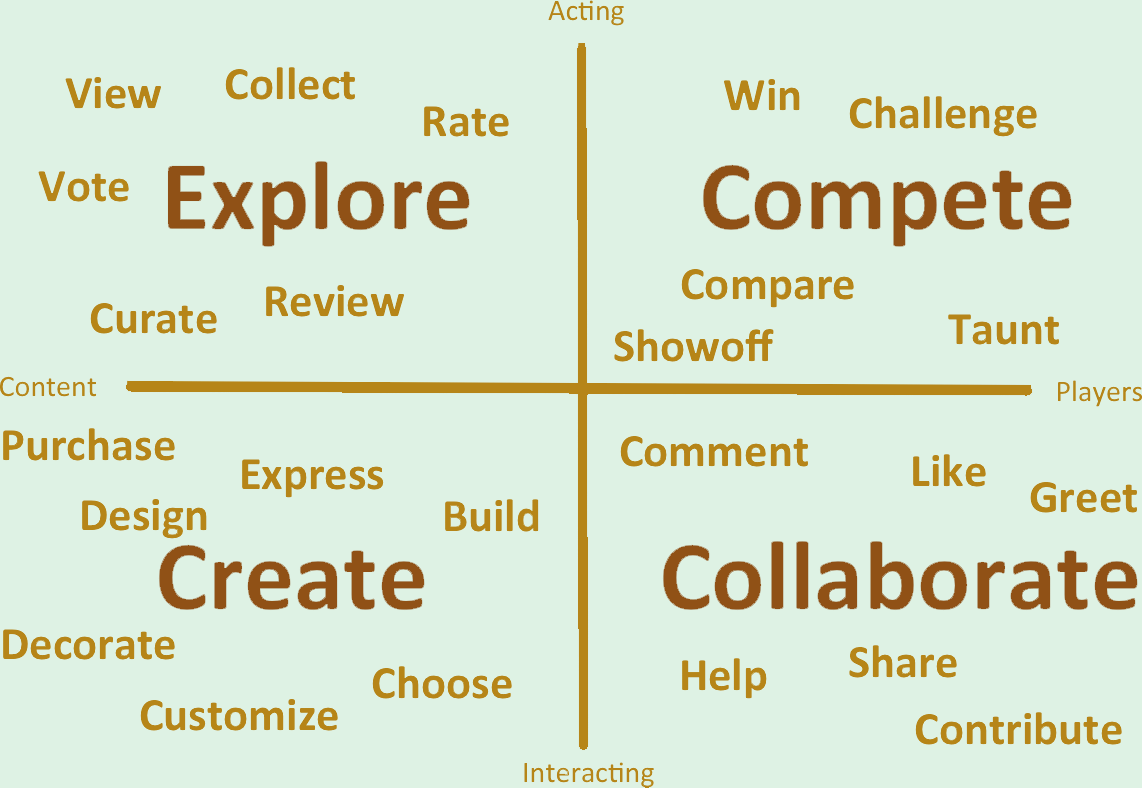 Acting
View
Collect
Rate
Vote
Explore
Curate
Review
Win
Challenge
Compete
Compare
Showoff
Taunt
Content
Players
Purchase
Express
Design
Build
Create
Decorate
Choose
Customize
Comment
Like
Greet
Collaborate
Help
Share
Contribute
Interacting